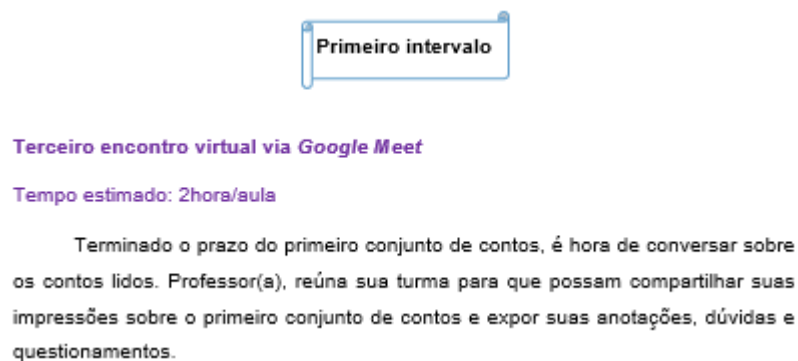 Primeiro intervalo
Terceiro encontro virtual via Google Meet
Tempo estimado: 2hora/aula
Terminado o prazo do primeiro conjunto de contos, é hora de conversar sobre
os contos lidos. Professor(a), reúna sua turma para que possam compartilhar suas
impressões sobre o primeiro conjunto de contos e expor suas anotações, dúvidas e
questionamentos.